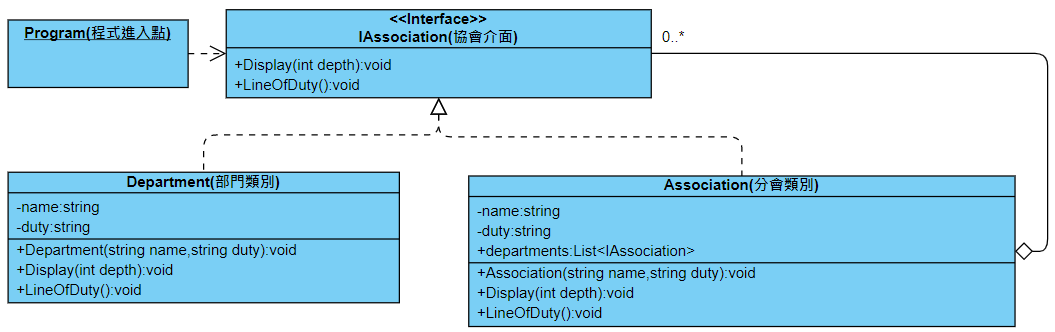 Program(程式進入點)
<<Interface>>
IAssociation(協會介面)
+Display(int depth):void
+LineOfDuty():void
0..*
Department(部門類別)
-name:string
-duty:string
+Department(string name,string duty):void
+Display(int depth):void
+LineOfDuty():void
Association(分會類別)
-name:string
-duty:string
+departments:List<IAssociation>
+Association(string name,string duty):void
+Display(int depth):void
+LineOfDuty():void